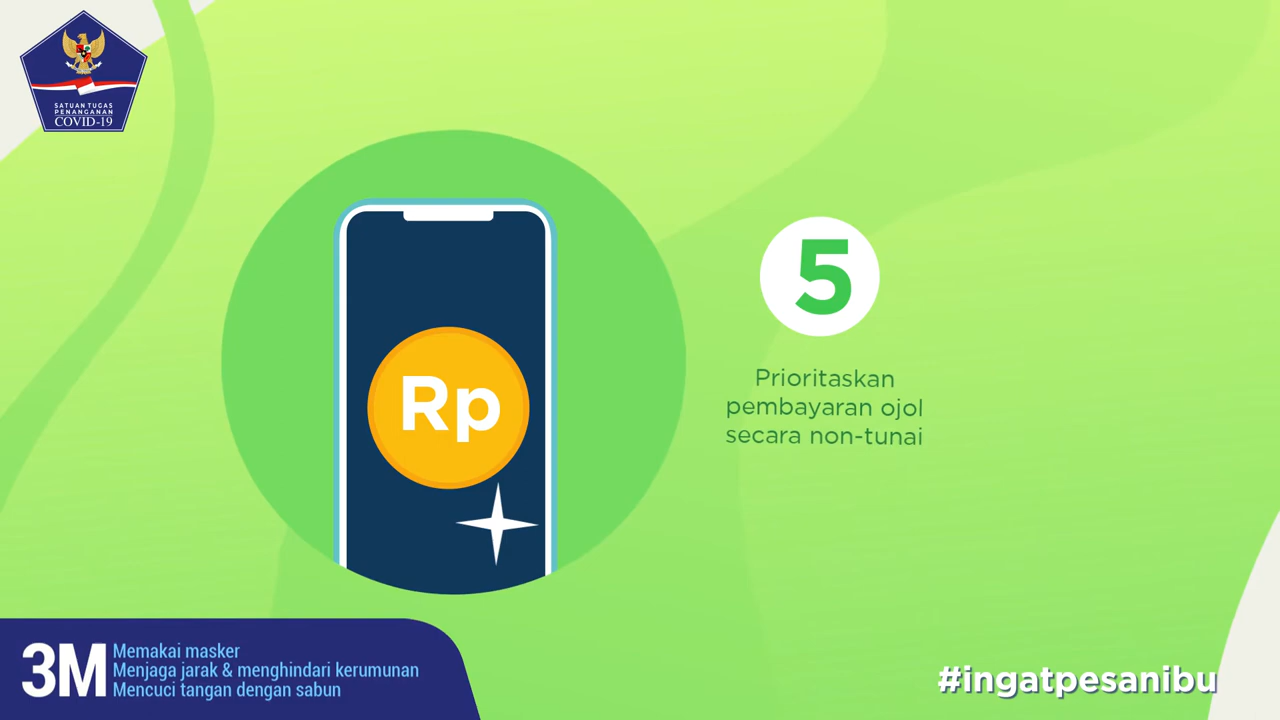 SATUAN TUGAS
PENANGANAN
COVID-19
Rp
5
Prioritaskan
pembayaran ojol
secara non-tunai
3M
Memakai masker
Menjaga jarak & menghindari kerumunan
Mencuci tangan dengan sabun
#ingatpesanibu